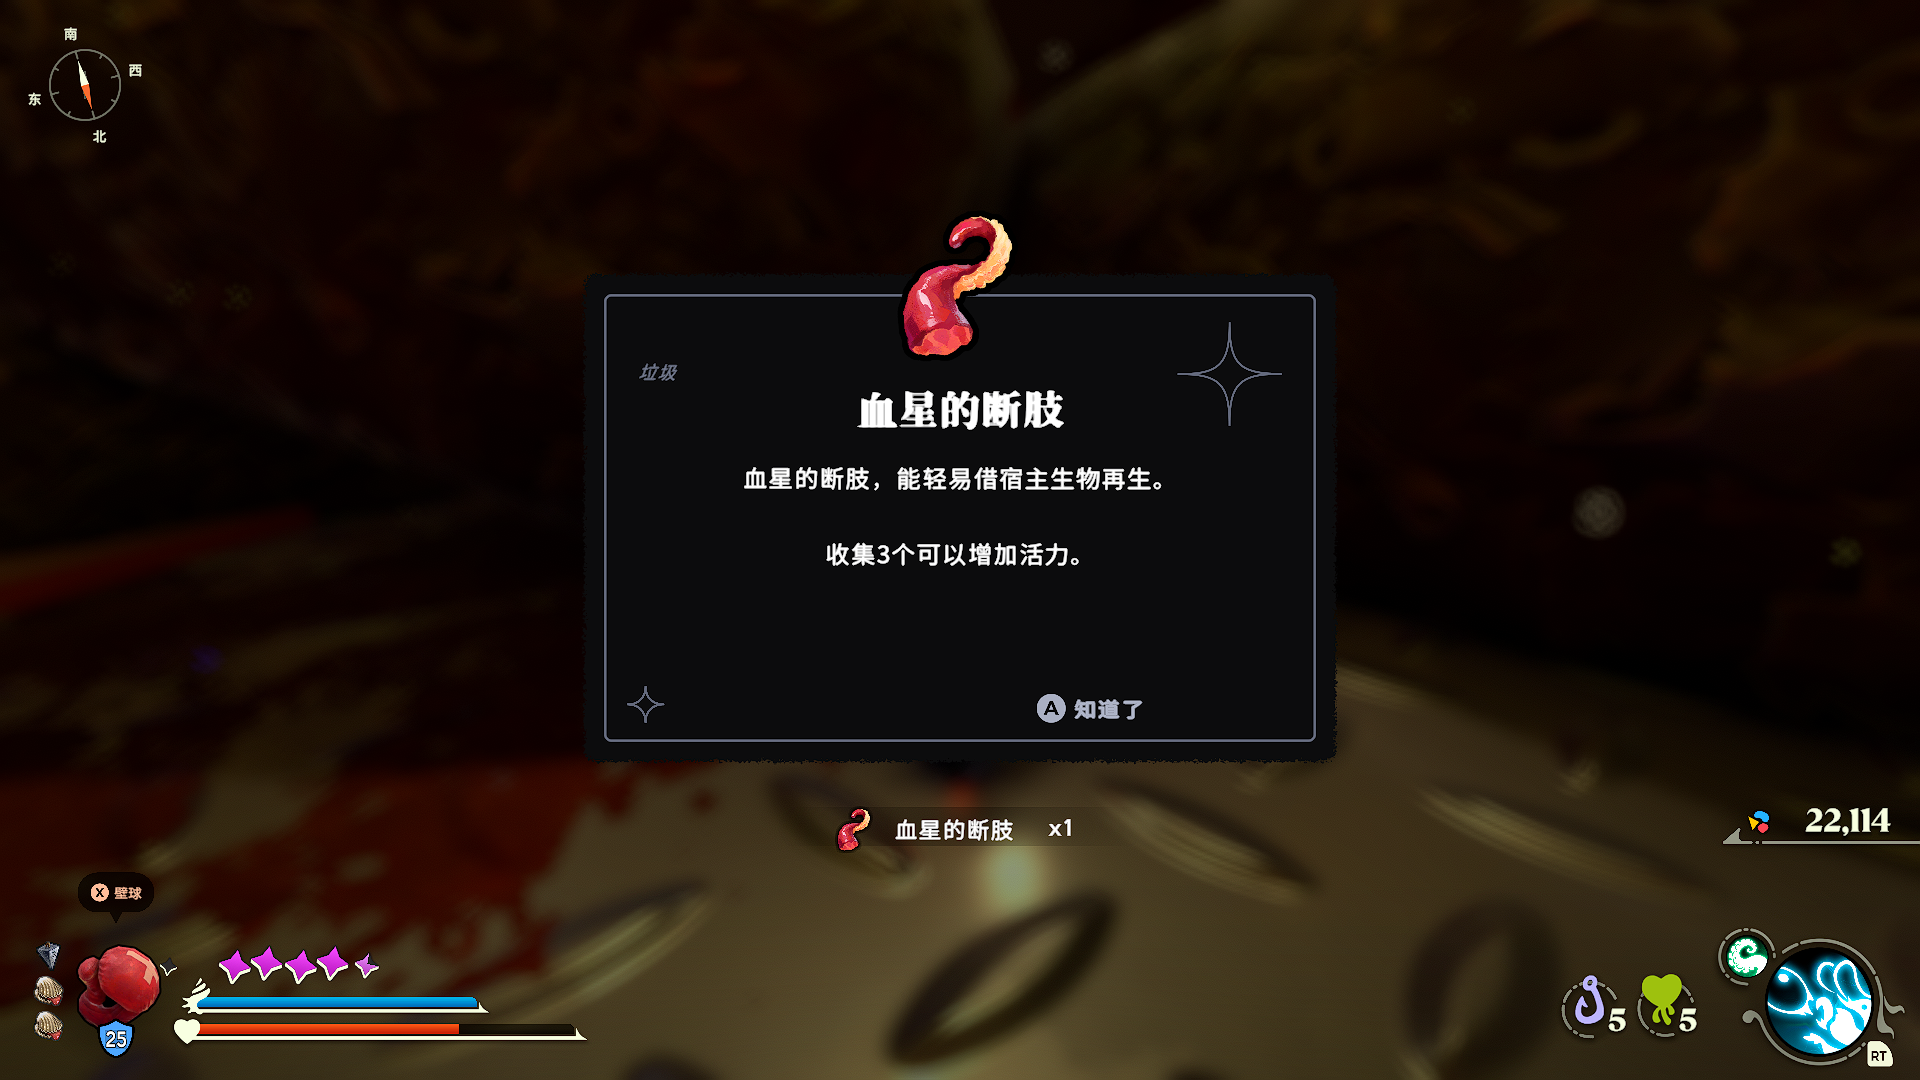 南
西
东
北
垃圾
血星的断肢
血星的断肢，能轻易借宿主生物再生。
收集3个可以增加活力。
A 知道了
血星的断肢 x1
22,114
X 壁球
25
5
5
RT